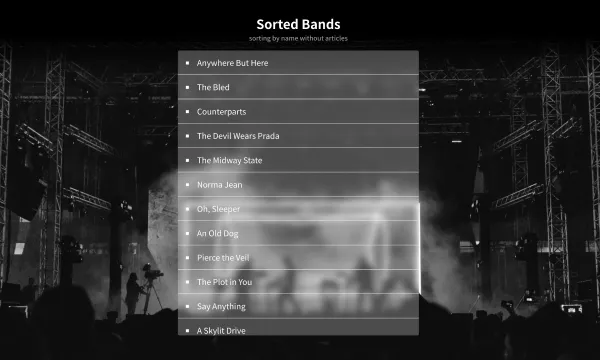 Sorted Bands
sorting by name without articles
Anywhere But Here
The Bled
Counterparts
The Devil Wears Prada
The Midway State
Norma Jean
Oh, Sleeper
An Old Dog
Pierce the Veil
The Plot in You
Say Anything
A Skylit Drive